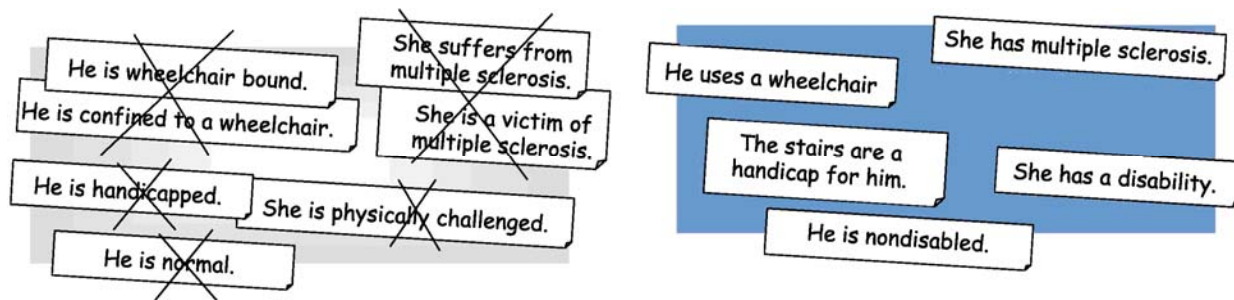 He is wheelchair bound.
He is confined to a wheelchair.
She suffers from
multiple sclerosis.
She is a victim of
multiple sclerosis.
He is handicapped.
She is physically challenged.
He is normal.
She has multiple sclerosis.
He uses a wheelchair
The stairs are a
handicap for him.
She has a disability.
He is nondisabled.